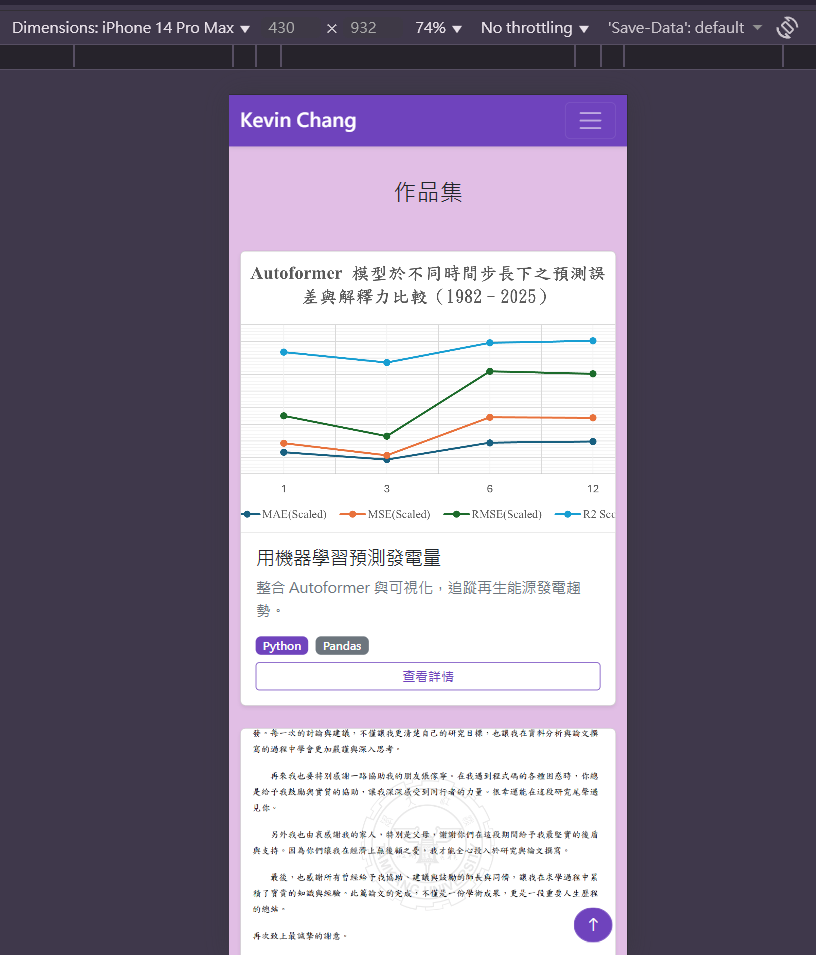 Dimensions: iPhone 14 Pro Max 430 × 932 74% No throttling 'Save-Data': default
Kevin Chang
作品集
Autoformer 模型於不同時間步長下之預測誤
差與解釋力比較（1982 - 2025）
1 3 6 12
MAE(Scaled) MSE(Scaled) RMSE(Scaled) R2 Sco
用機器學習預測發電量
整合 Autoformer 與可視化，追蹤再生能源發電趨
勢。
Python Pandas
查看詳情
發。每一次的討論與建議，不僅讓我更清楚自己的研究目標，也讓我在資料分析與論文撰
寫的過程中學會更加嚴謹與深入思考。
再來我也要特別感謝一路協助我的朋友張傢寧。在我遇到程式碼的各種困惑時，你總
是給予我鼓勵與實質的協助，讓我深深感受到同行者的力量。很幸運能在這段研究尾聲遇
見你。
另外我也由衷感謝我的家人，特別是父母，謝謝你們在這段期間給予我最堅實的後盾
與支持。因為你們讓我在經濟上無後顧之憂，我才能全心投入於研究與論文撰寫。
最後，也感謝所有曾經給予我協助、建議與鼓勵的師長與同儕，讓我在求學過程中累
積了寶貴的知識與經驗。此篇論文的完成，不僅是一份學術成果，更是一段重要人生歷程
的總結。
再次致上最誠摯的謝意。